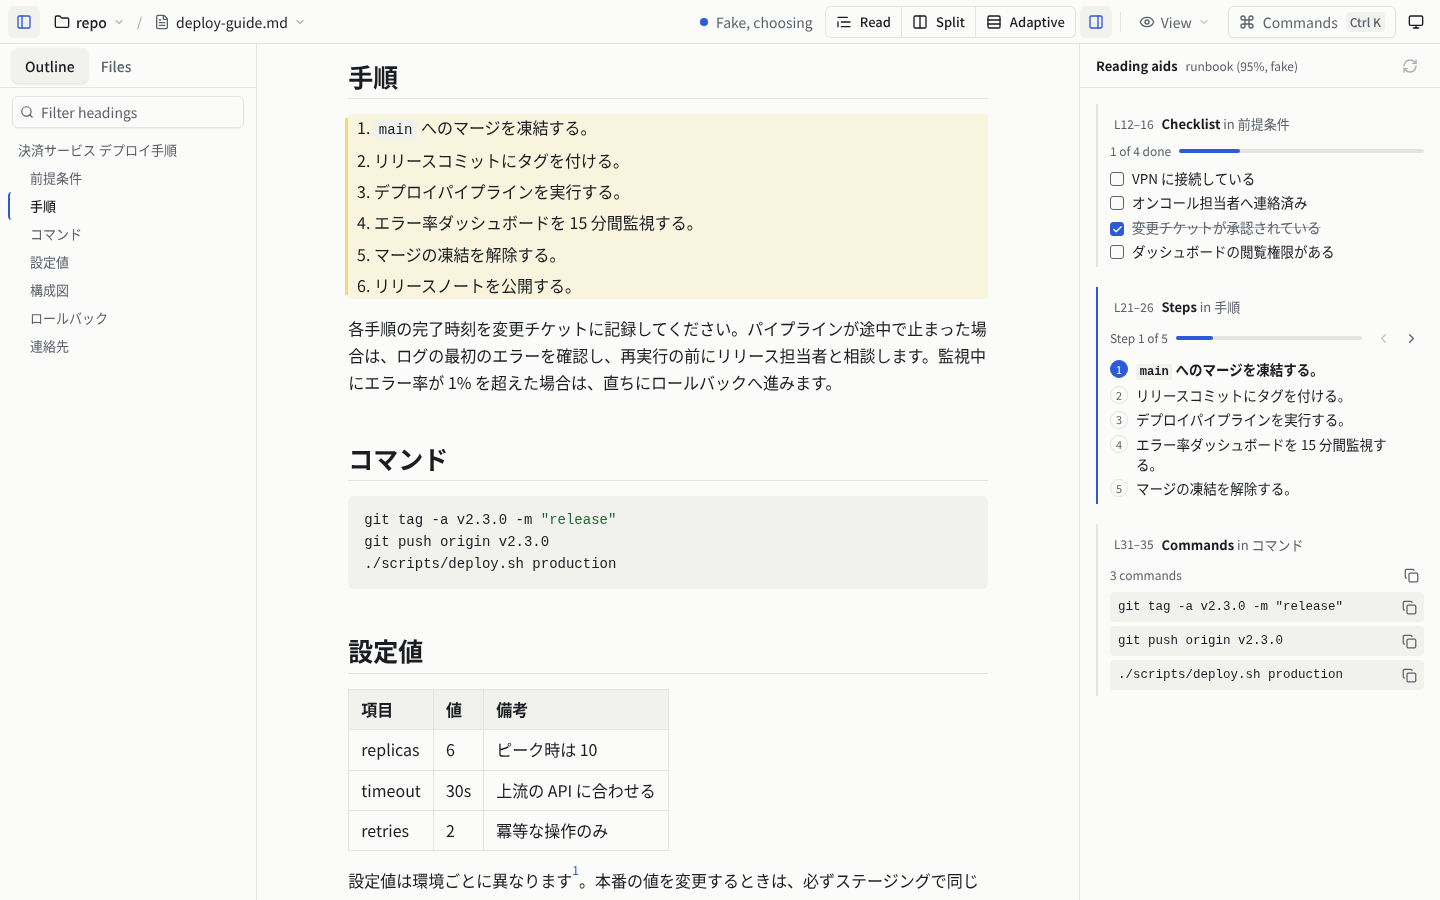 repo / deploy-guide.md
Fake, choosing
Read
Split
Adaptive
View
Commands Ctrl K
Outline
Files
Filter headings
決済サービス デプロイ手順
前提条件
手順
コマンド
設定値
構成図
ロールバック
連絡先
手順
1. main へのマージを凍結する。
2. リリースコミットにタグを付ける。
3. デプロイパイプラインを実行する。
4. エラー率ダッシュボードを 15 分間監視する。
5. マージの凍結を解除する。
6. リリースノートを公開する。
各手順の完了時刻を変更チケットに記録してください。パイプラインが途中で止まった場
合は、ログの最初のエラーを確認し、再実行の前にリリース担当者と相談します。監視中
にエラー率が 1% を超えた場合は、直ちにロールバックへ進みます。
コマンド
git tag -a v2.3.0 -m "release"
git push origin v2.3.0
./scripts/deploy.sh production
設定値
項目 値 備考
replicas 6 ピーク時は 10
timeout 30s 上流の API に合わせる
retries 2 冪等な操作のみ
設定値は環境ごとに異なります1。本番の値を変更するときは、必ずステージングで同じ
Reading aids runbook (95%, fake)
L12–16 Checklist in 前提条件
1 of 4 done
VPN に接続している
オンコール担当者へ連絡済み
変更チケットが承認されている
ダッシュボードの閲覧権限がある
L21–26 Steps in 手順
Step 1 of 5
1 main へのマージを凍結する。
2 リリースコミットにタグを付ける。
3 デプロイパイプラインを実行する。
4 エラー率ダッシュボードを 15 分間監視す
る。
5 マージの凍結を解除する。
L31–35 Commands in コマンド
3 commands
git tag -a v2.3.0 -m "release"
git push origin v2.3.0
./scripts/deploy.sh production